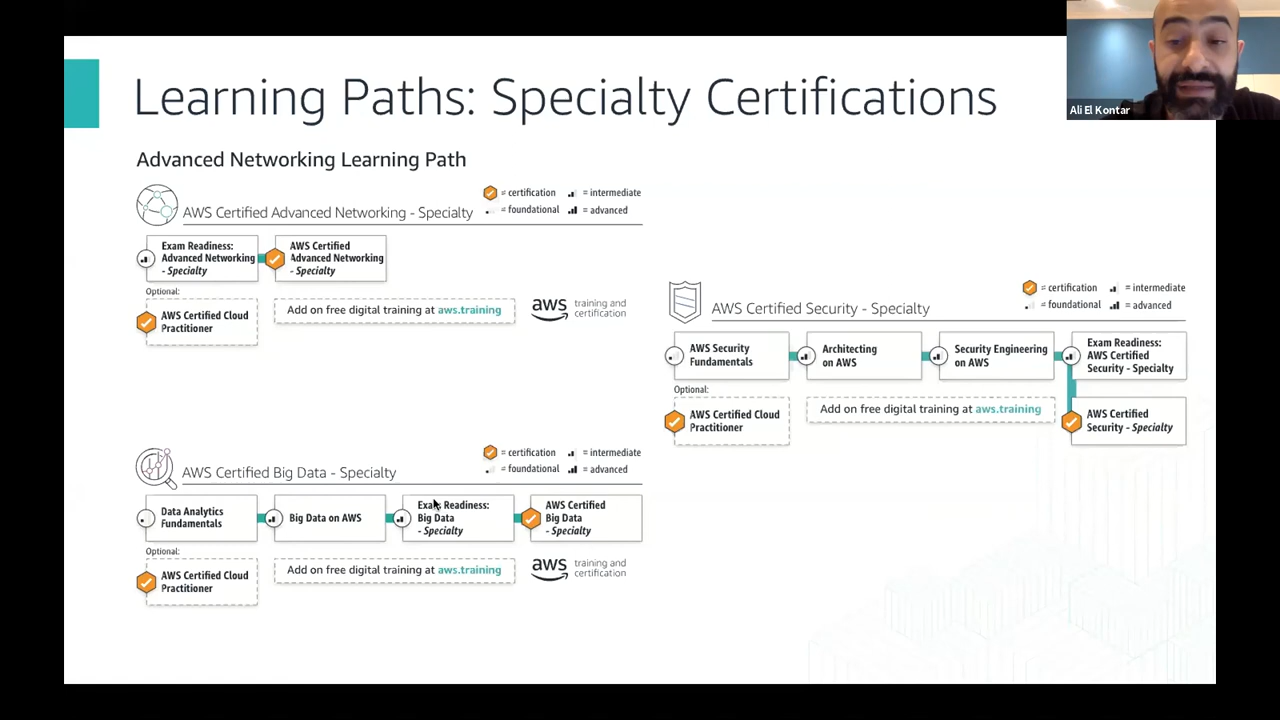 Learning Paths: Specialty Certifications
Ali El Kontar
Advanced Networking Learning Path
AWS Certified Advanced Networking - Specialty
= certification
= intermediate
= foundational
= advanced
Exam Readiness:
Advanced Networking
- Specialty
AWS Certified
Advanced Networking
- Specialty
Optional:
AWS Certified Cloud
Practitioner
Add on free digital training at aws.training
aws
training and
certification
AWS Certified Big Data - Specialty
= certification
= intermediate
= foundational
= advanced
Data Analytics
Fundamentals
Big Data on AWS
Exam Readiness:
Big Data
- Specialty
AWS Certified
Big Data
- Specialty
Optional:
AWS Certified Cloud
Practitioner
Add on free digital training at aws.training
aws
training and
certification
AWS Certified Security - Specialty
= certification
= intermediate
= foundational
= advanced
AWS Security
Fundamentals
Architecting
on AWS
Security Engineering
on AWS
Exam Readiness:
AWS Certified
Security - Specialty
Optional:
AWS Certified Cloud
Practitioner
Add on free digital training at aws.training
AWS Certified
Security - Specialty